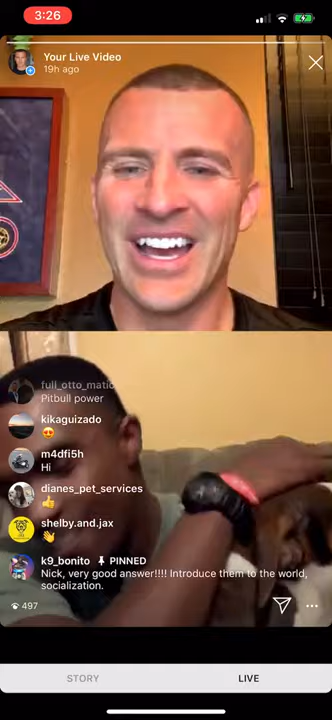 3:26
Your Live Video
19h ago
full_otto_matic
Pitbull power
kikaguizado
😍
m4dfi5h
Hi
dianes_pet_services
👍
shelby.and.jax
👋
k9_bonito PINNED
Nick, very good answer!!!! Introduce them to the world,
socialization.
497
STORY LIVE